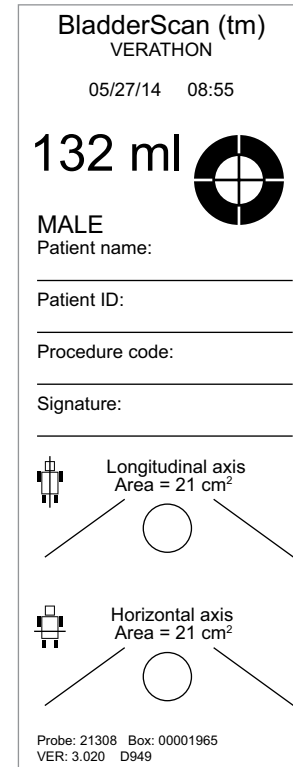 BladderScan (tm)
VERATHON
05/27/14 08:55
132 ml
MALE
Patient name:
Patient ID:
Procedure code:
Signature:
Longitudinal axis
Area = 21 cm²
Horizontal axis
Area = 21 cm²
Probe: 21308 Box: 00001965
VER: 3.020 D949